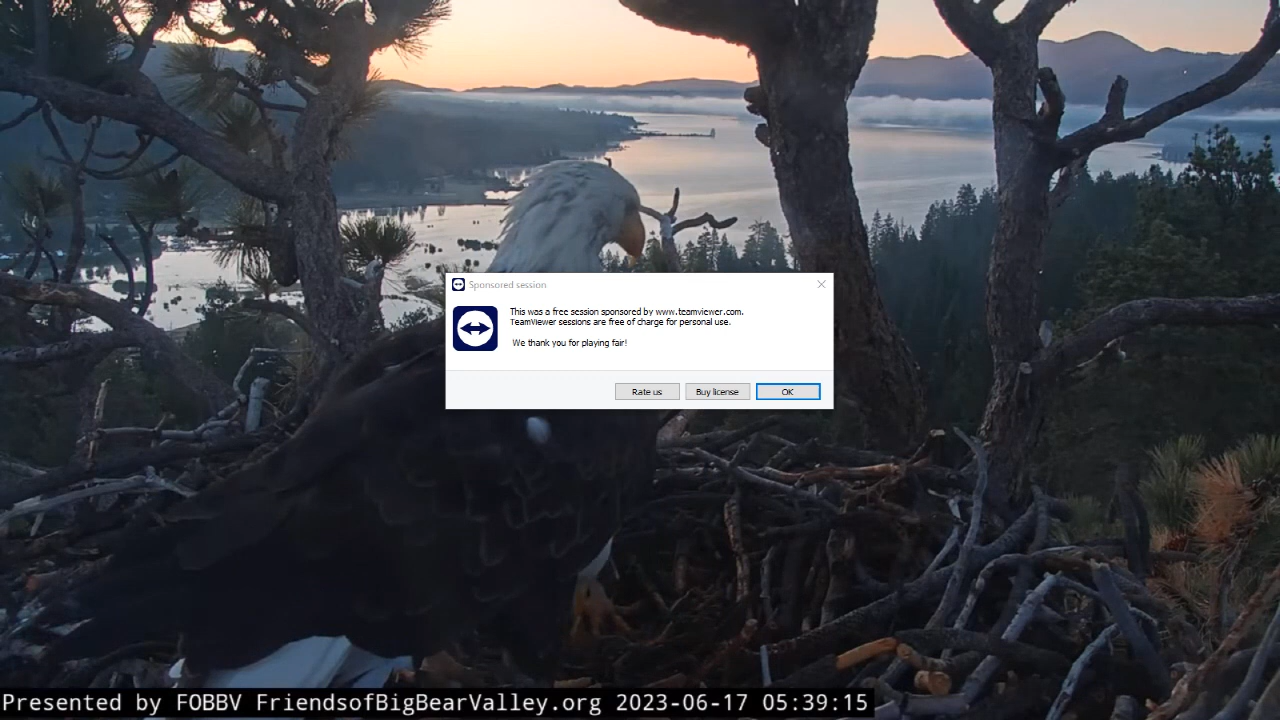 Sponsored session
This was a free session sponsored by www.teamviewer.com.
TeamViewer sessions are free of charge for personal use.
We thank you for playing fair!
Rate us Buy license OK
Presented by FOBBV FriendsofBigBearValley.org 2023-06-17 05:39:15